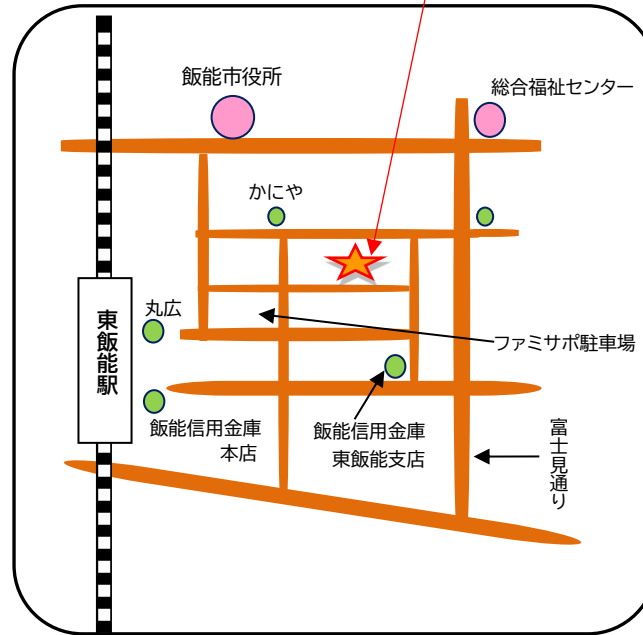 飯能市役所
総合福祉センター
かにや
丸広
東飯能駅
ファミサポ駐車場
飯能信用金庫
本店
飯能信用金庫
東飯能支店
富士見通り